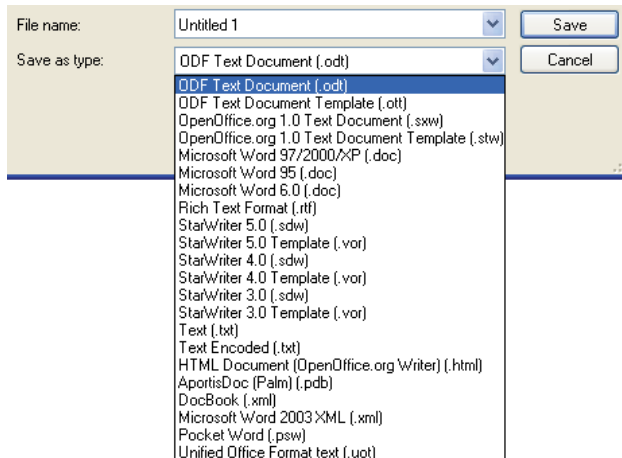 File name: Untitled 1 Save
Save as type: ODF Text Document (.odt) Cancel
ODF Text Document (.odt)
ODF Text Document Template (.ott)
OpenOffice.org 1.0 Text Document (.sxw)
OpenOffice.org 1.0 Text Document Template (.stw)
Microsoft Word 97/2000/XP (.doc)
Microsoft Word 95 (.doc)
Microsoft Word 6.0 (.doc)
Rich Text Format (.rtf)
StarWriter 5.0 (.sdw)
StarWriter 5.0 Template (.vor)
StarWriter 4.0 (.sdw)
StarWriter 4.0 Template (.vor)
StarWriter 3.0 (.sdw)
StarWriter 3.0 Template (.vor)
Text (.txt)
Text Encoded (.txt)
HTML Document (OpenOffice.org Writer) (.html)
AportisDoc (Palm) (.pdb)
DocBook (.xml)
Microsoft Word 2003 XML (.xml)
Pocket Word (.psw)
Unified Office Format text (.uot)